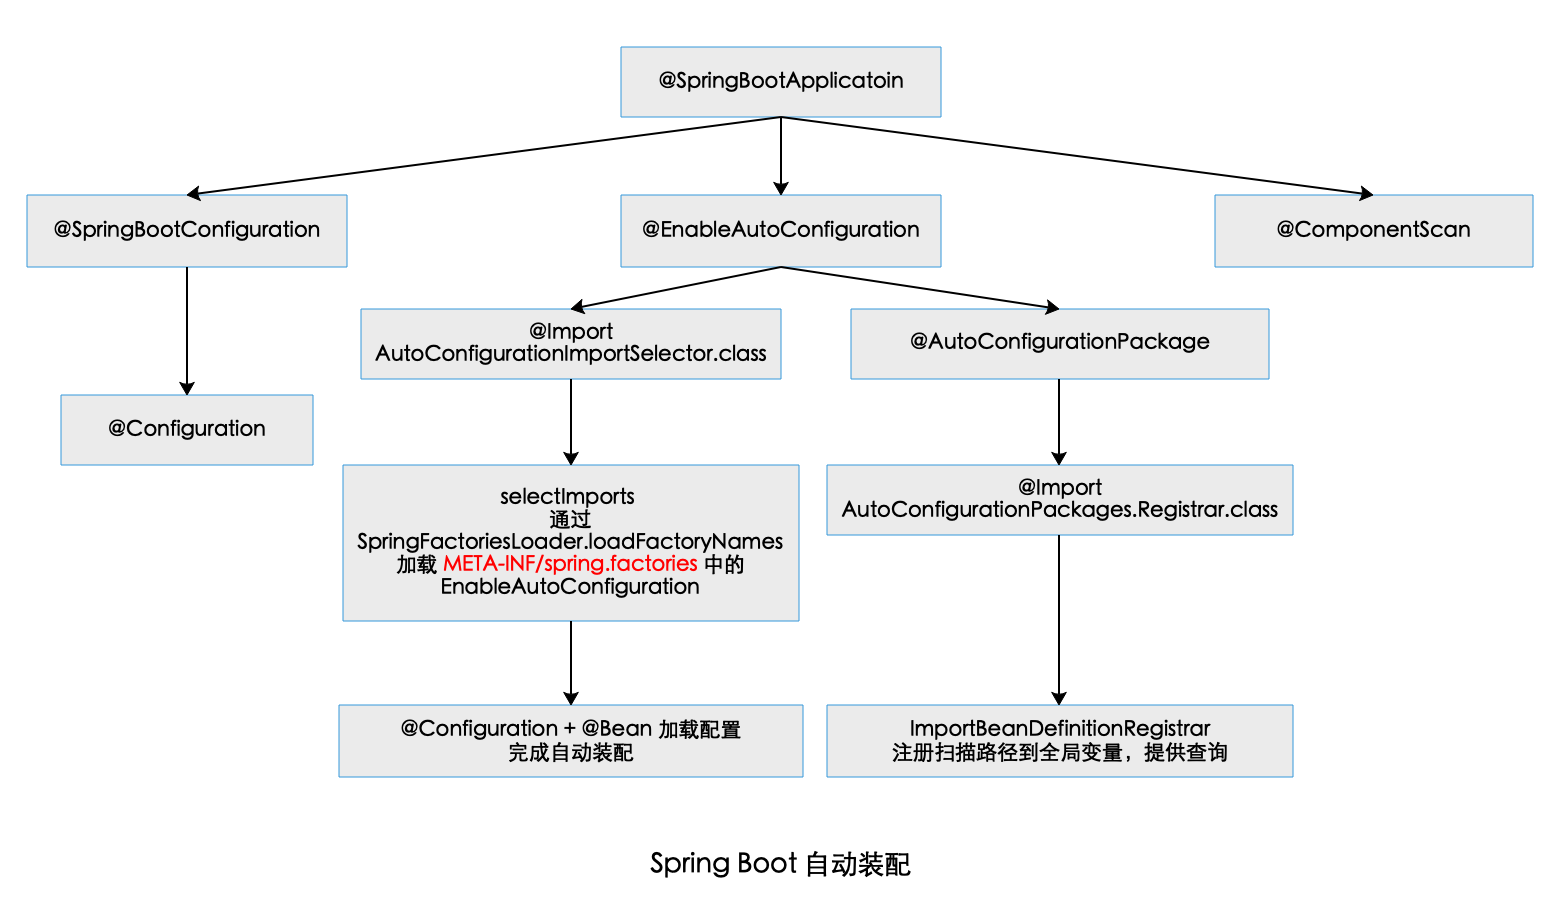 @SpringBootApplicatoin
@SpringBootConfiguration
@EnableAutoConfiguration
@ComponentScan
@Import
AutoConfigurationImportSelector.class
@AutoConfigurationPackage
@Configuration
selectImports
通过
SpringFactoriesLoader.loadFactoryNames
加载 META-INF/spring.factories 中的
EnableAutoConfiguration
@Import
AutoConfigurationPackages.Registrar.class
@Configuration + @Bean 加载配置
完成自动装配
ImportBeanDefinitionRegistrar
注册扫描路径到全局变量，提供查询
Spring Boot 自动装配